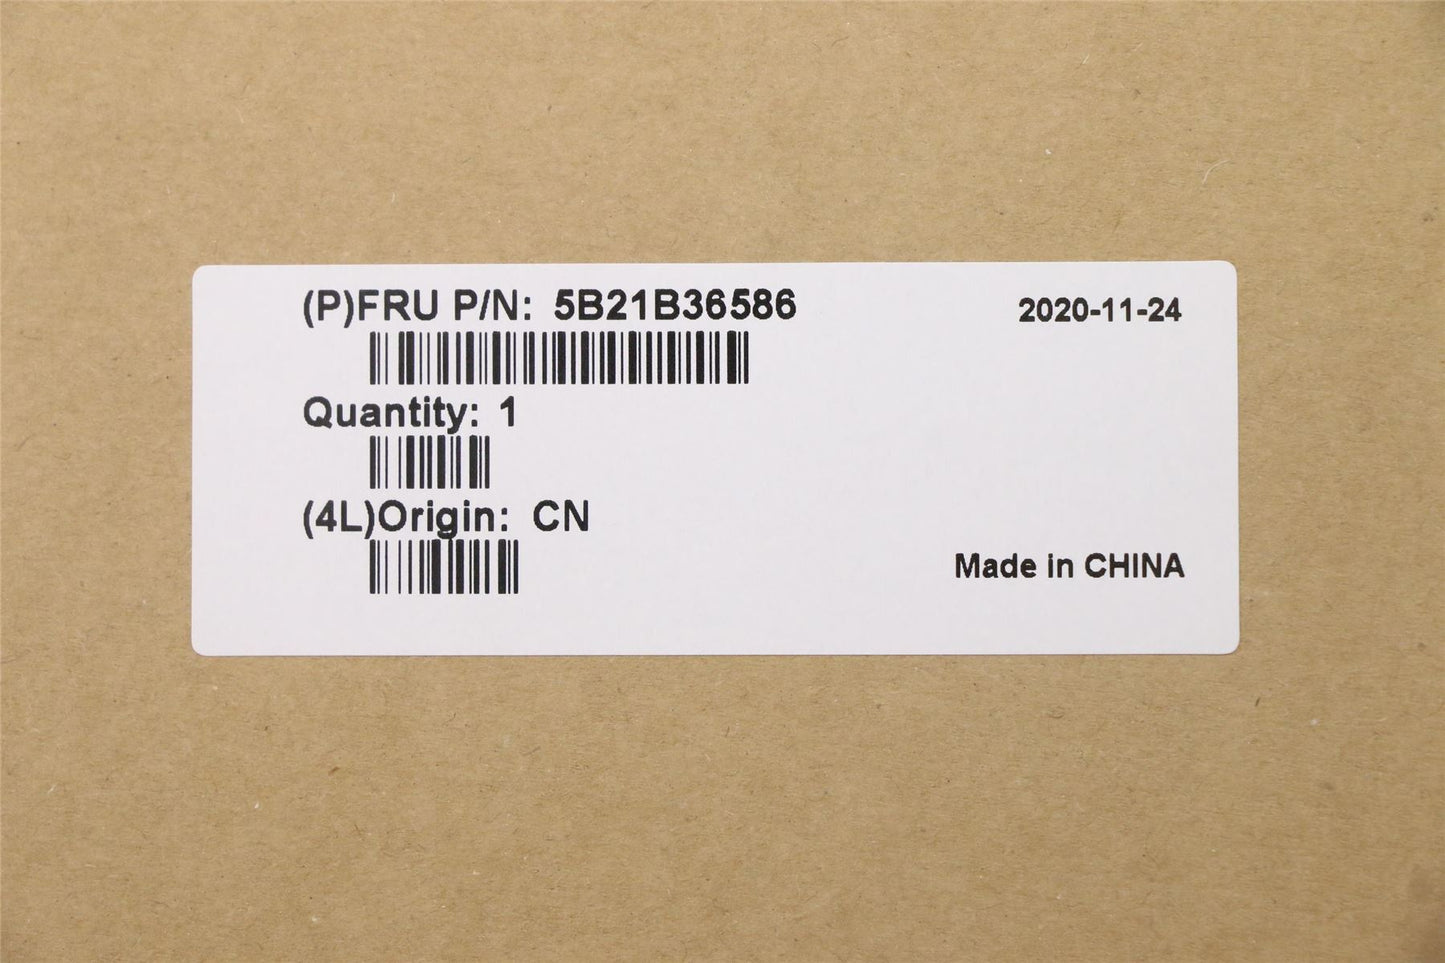 (P)FRU P/N: 5B21B36586
2020-11-24
Quantity: 1
(4L)Origin: CN
Made in CHINA